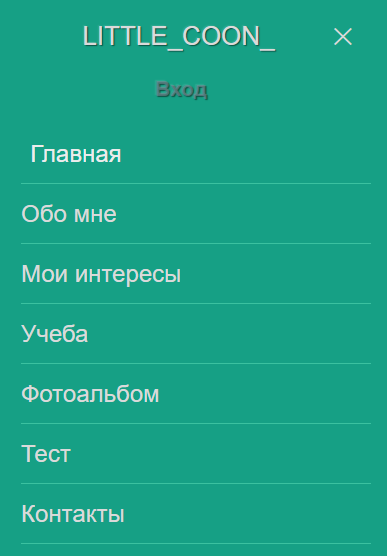 LITTLE_COON_
Вход
Главная
Обо мне
Мои интересы
Учеба
Фотоальбом
Тест
Контакты